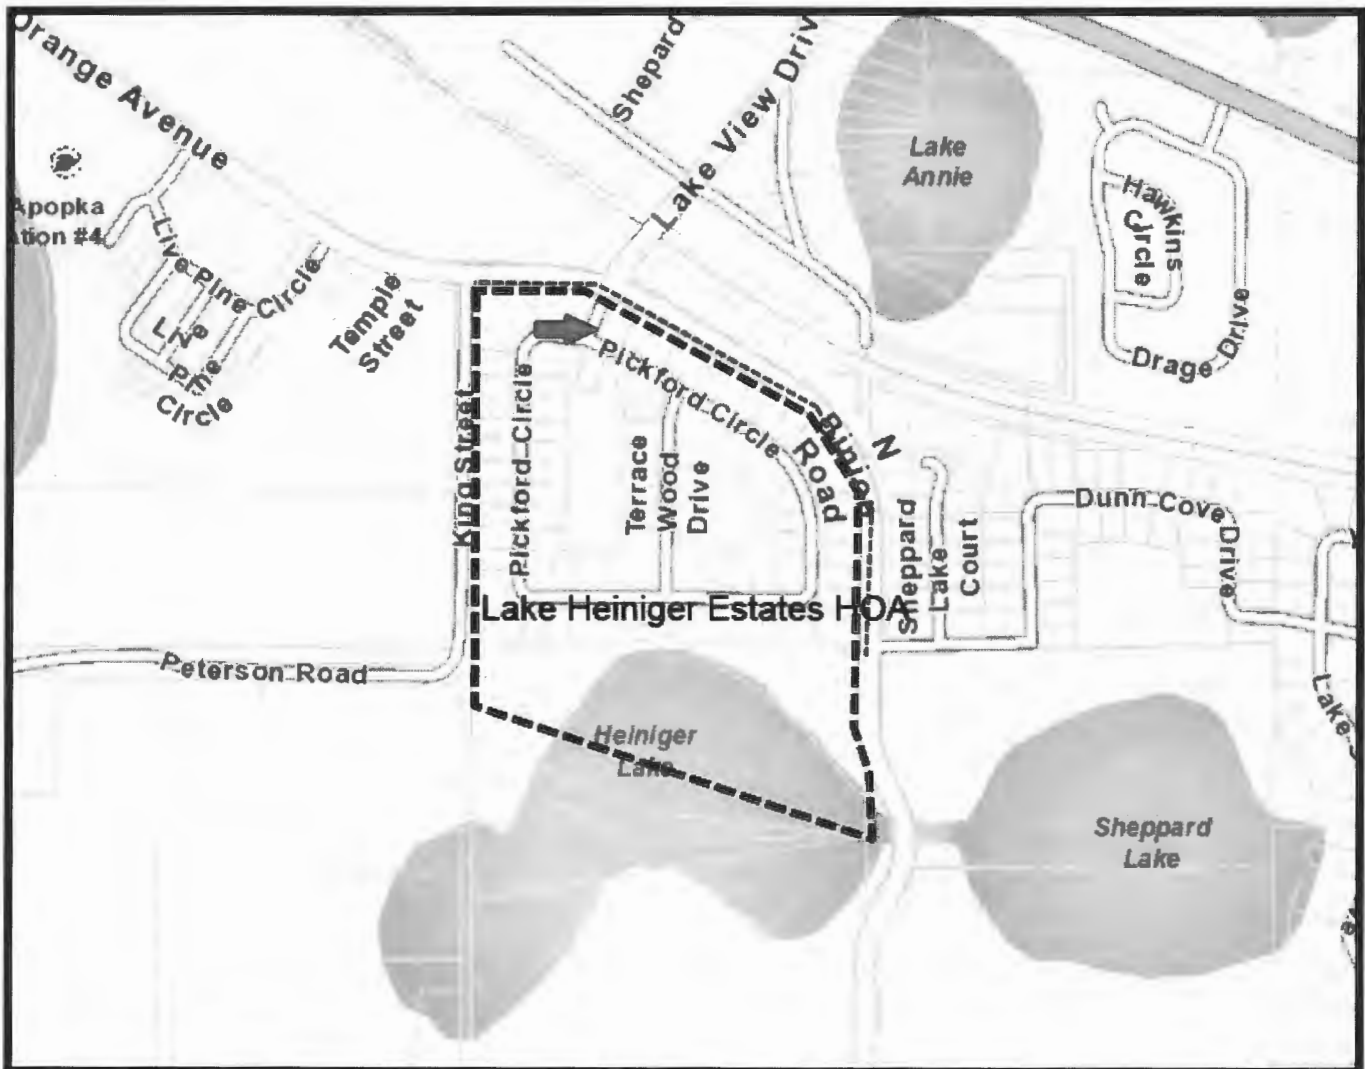 Orange Avenue
Shepard
Lake View Driv
Lake
Annie
Hawkins
Circle
Drage Drive
Apopka
ation #4
Live Pine Circle
Live
Pine
Circle
Temple
Street
King Street
Pickford Circle
Pickford Circle
Terrace
Wood
Drive
N
Binion
Road
Sheppard
Lake
Court
Dunn Cove
Drive
Lake Heiniger Estates HOA
Peterson Road
Heiniger
Lake
Sheppard
Lake
Lake